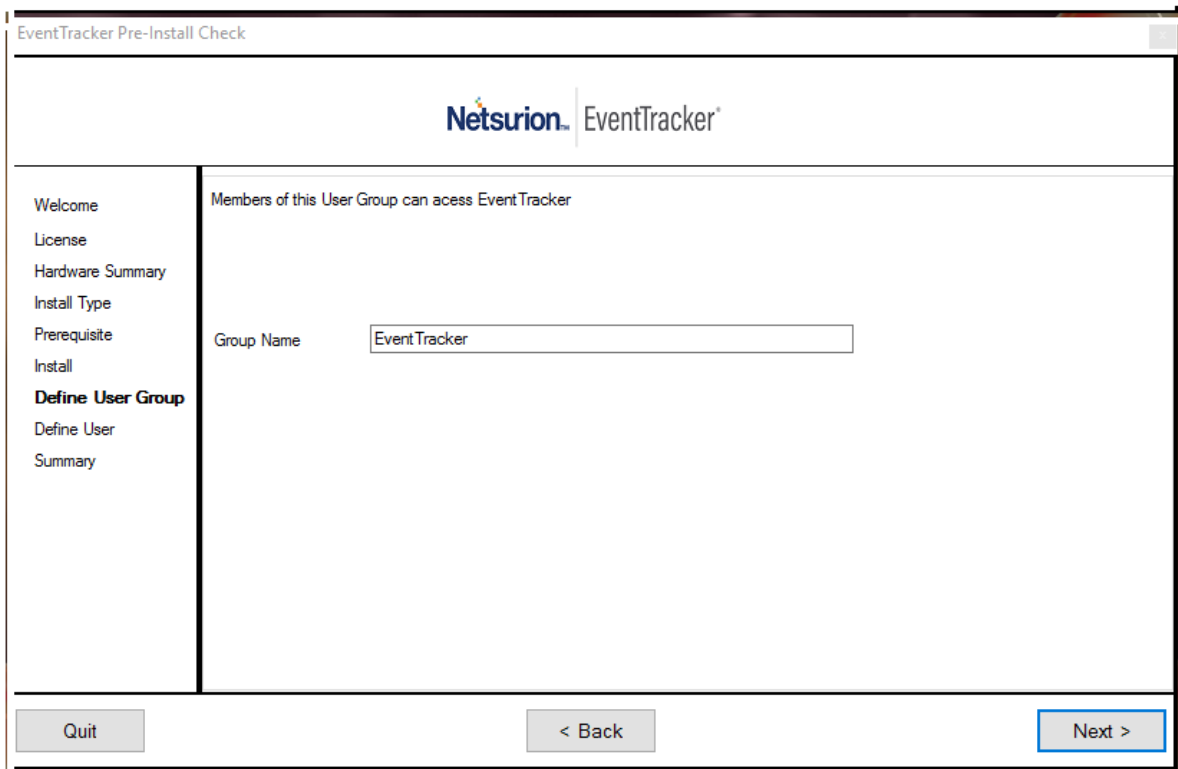 EventTracker Pre-Install Check
x
Netsurion™ EventTracker®
Welcome
License
Hardware Summary
Install Type
Prerequisite
Install
Define User Group
Define User
Summary
Members of this User Group can acess EventTracker
Group Name
EventTracker
Quit
< Back
Next >